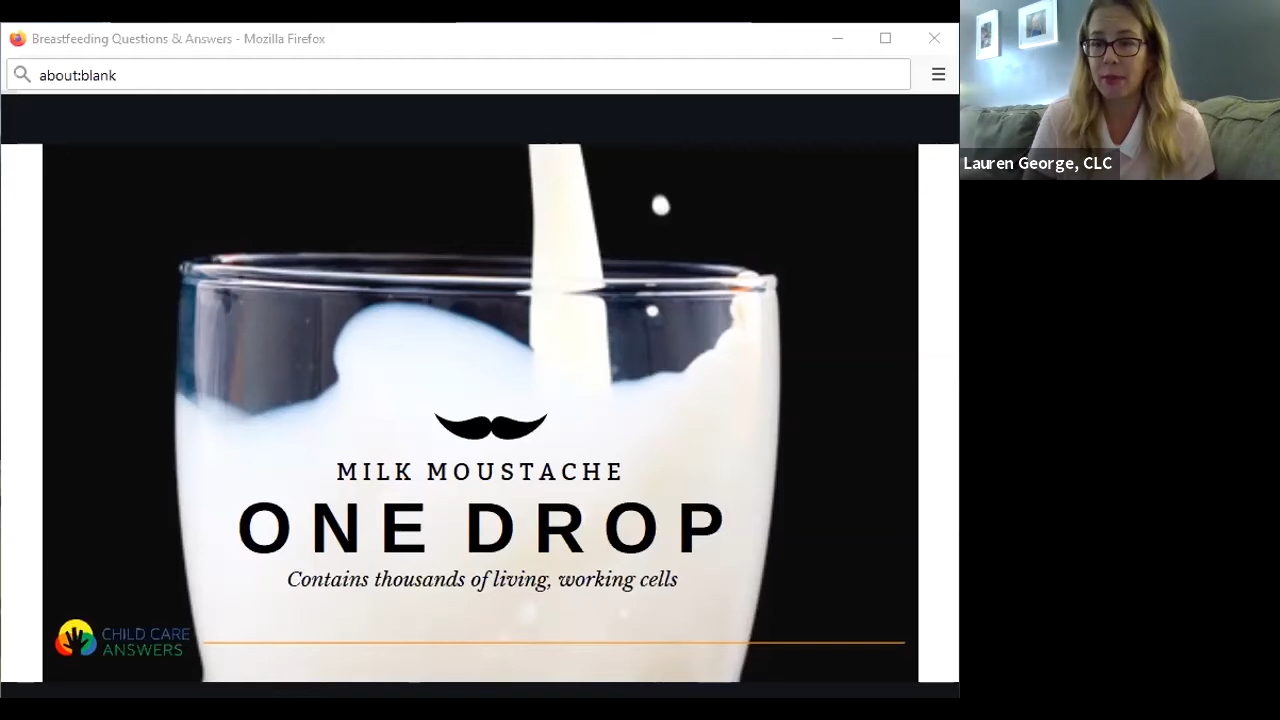 Breastfeeding Questions & Answers - Mozilla Firefox
about:blank
Lauren George, CLC
MILK MOUSTACHE
ONE DROP
Contains thousands of living, working cells
CHILD CARE
ANSWERS